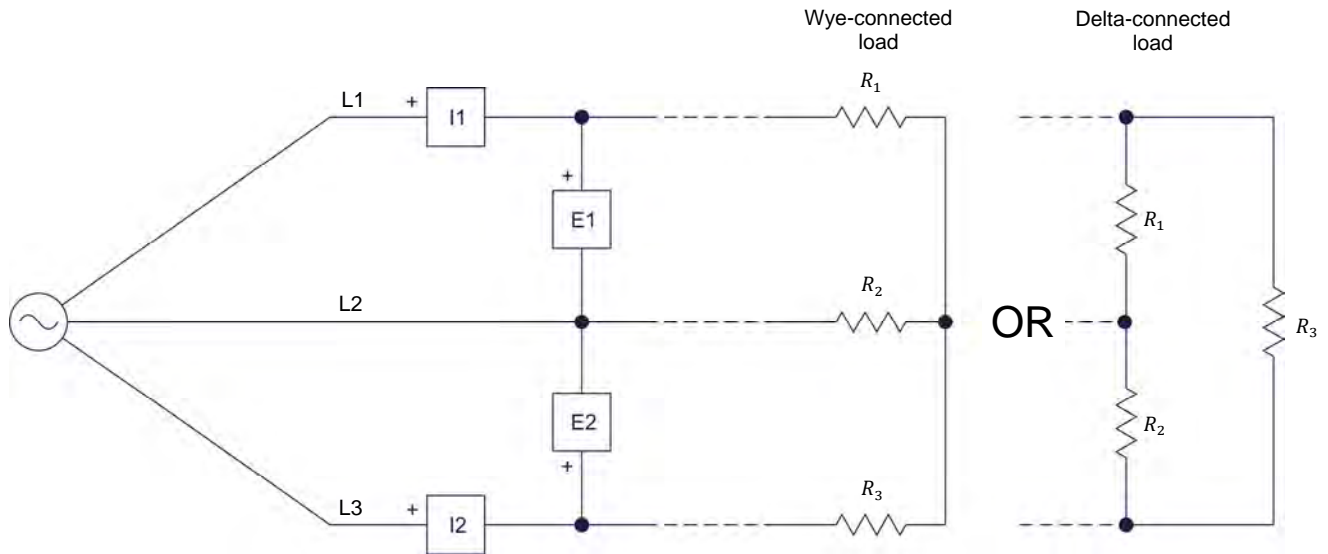 Wye-connected
load
Delta-connected
load
L1
+
I1
R₁
+
E1
R₁
L2
R₂
OR
R₃
E2
+
R₂
L3
+
I2
R₃